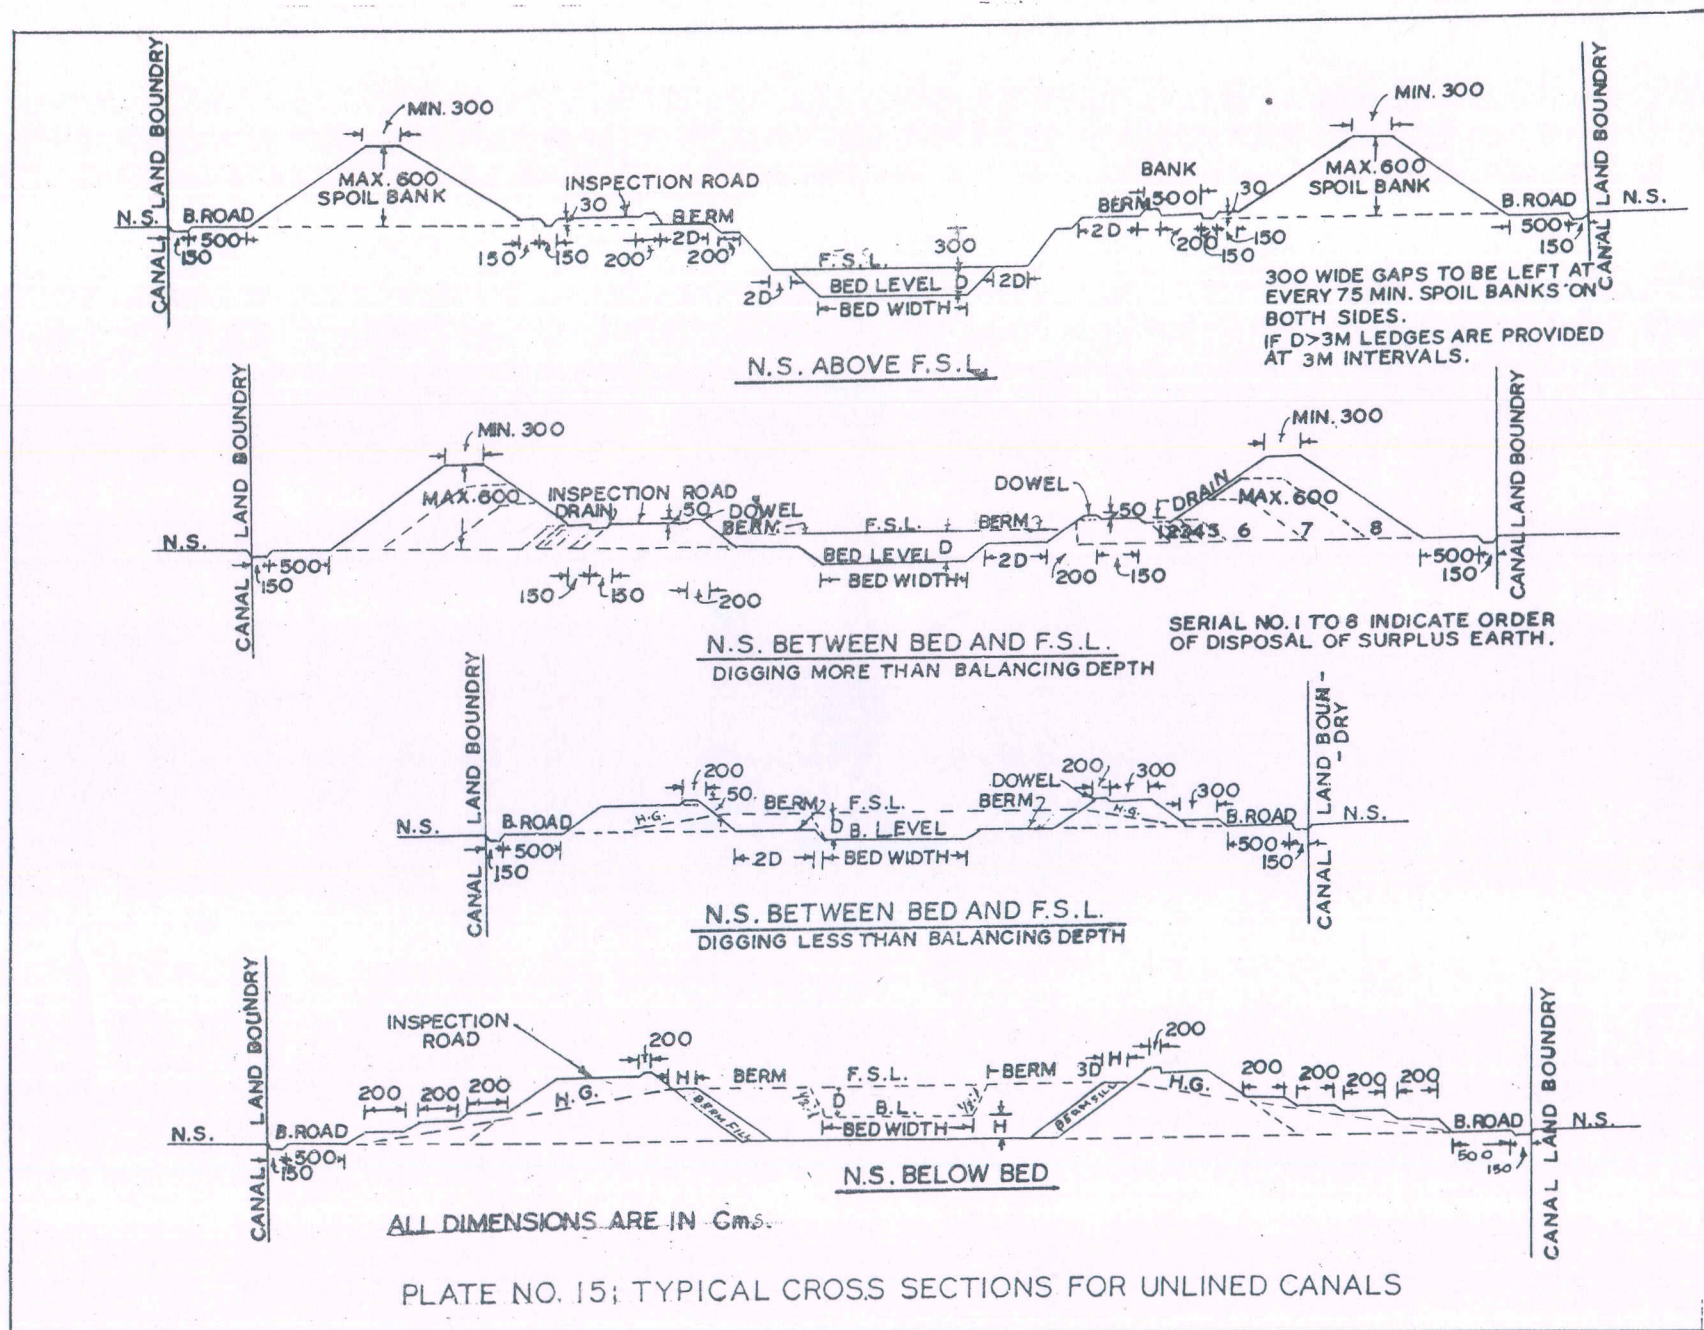 CANAL LAND BOUNDRY
MIN. 300
MAX. 600
SPOIL BANK
N.S.
B.ROAD
500
150
INSPECTION ROAD
30
BERM
150
150
200
2D
200
F.S.L.
BED LEVEL
BED WIDTH
300
D
2D
2D
BANK
500
BERM
2D
200
30
150
150
MIN. 300
MAX. 600
SPOIL BANK
B.ROAD
500
150
N.S.
CANAL LAND BOUNDRY
300 WIDE GAPS TO BE LEFT AT
EVERY 75 MIN. SPOIL BANKS ON
BOTH SIDES.
IF D>3M LEDGES ARE PROVIDED
AT 3M INTERVALS.
N.S. ABOVE F.S.L.
CANAL LAND BOUNDRY
MIN. 300
MAX. 600
N.S.
500
150
INSPECTION ROAD
DRAIN
50
DOWEL
BERM
150
150
200
F.S.L.
BED LEVEL
D
BED WIDTH
BERM
2D
DOWEL
50
DRAIN
200
150
MIN. 300
MAX. 600
6 7 8
500
150
CANAL LAND BOUNDRY
N.S. BETWEEN BED AND F.S.L.
DIGGING MORE THAN BALANCING DEPTH
SERIAL NO. 1 TO 8 INDICATE ORDER
OF DISPOSAL OF SURPLUS EARTH.
CANAL LAND BOUNDRY
N.S.
B.ROAD
500
150
H.G.
200
50
BERM
F.S.L.
D
B. LEVEL
2D
BED WIDTH
BERM
DOWEL
200
300
H.G.
300
B.ROAD
500
150
N.S.
CANAL LAND BOUN-
-DRY
N.S. BETWEEN BED AND F.S.L.
DIGGING LESS THAN BALANCING DEPTH
CANAL LAND BOUNDRY
N.S.
B.ROAD
500
150
INSPECTION
ROAD
200
200
200
H.G.
200
H
BERM
BERM FILL
F.S.L.
D
B.L.
½:1
½:1
BED WIDTH
H
BERM
3D
H
BERM FILL
200
H.G.
200
200
200
200
B.ROAD
500
150
N.S.
CANAL LAND BOUNDRY
N.S. BELOW BED
ALL DIMENSIONS ARE IN Cms.
PLATE NO. 15; TYPICAL CROSS SECTIONS FOR UNLINED CANALS